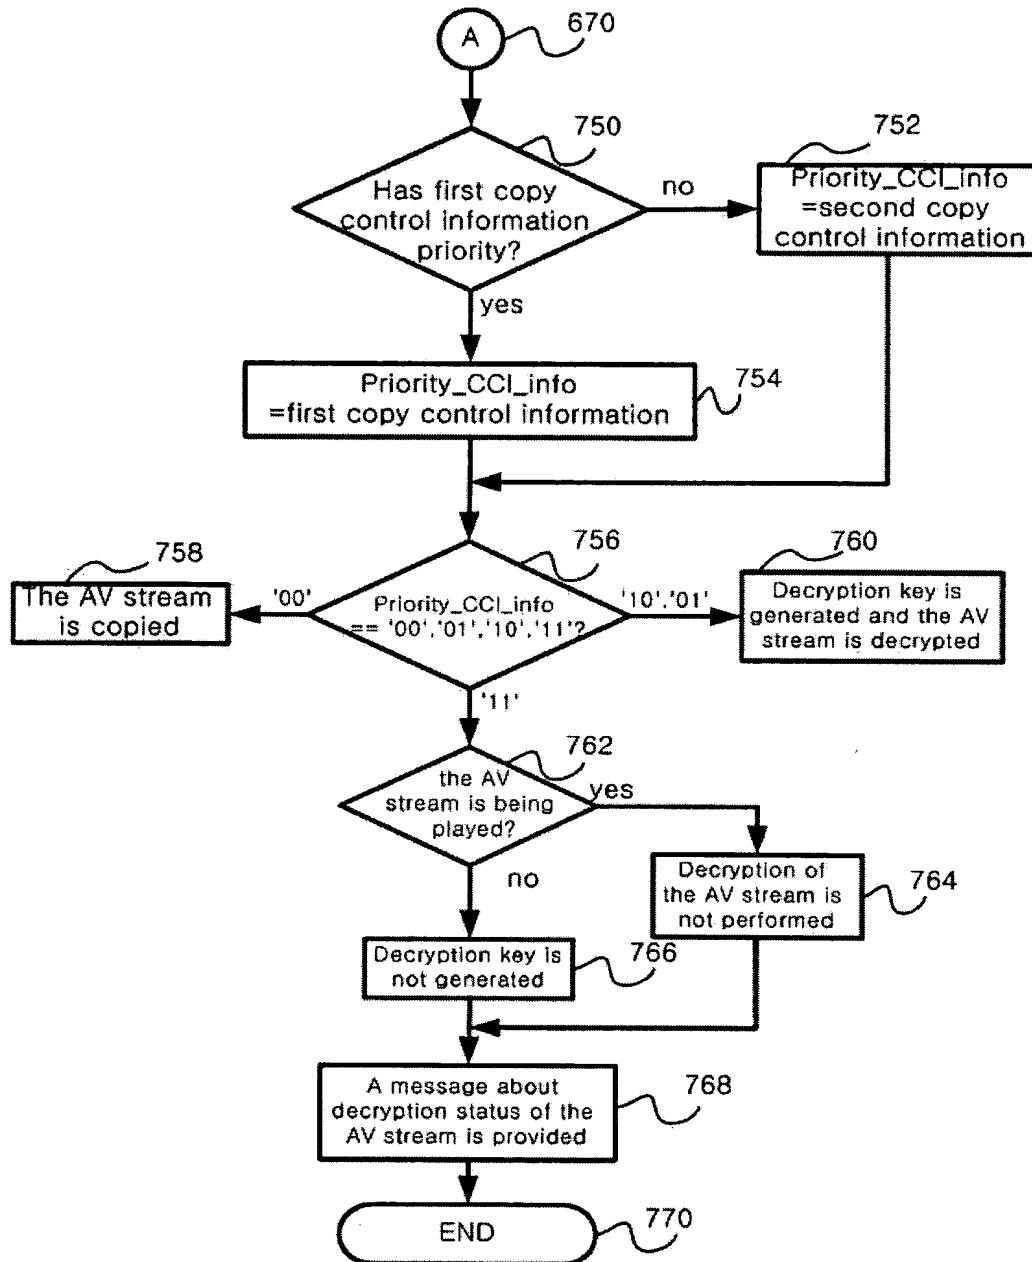 A
670
750
Has first copy
control information
priority?
no
752
Priority_CCI_info
=second copy
control information
yes
Priority_CCI_info
=first copy control information
754
756
Priority_CCI_info
== '00','01','10','11'?
'00'
758
The AV stream
is copied
'10','01'
760
Decryption key is
generated and the AV
stream is decrypted
'11'
762
the AV
stream is being
played?
yes
Decryption of
the AV stream is
not performed
764
no
Decryption key is
not generated
766
A message about
decryption status of the
AV stream is provided
768
END
770